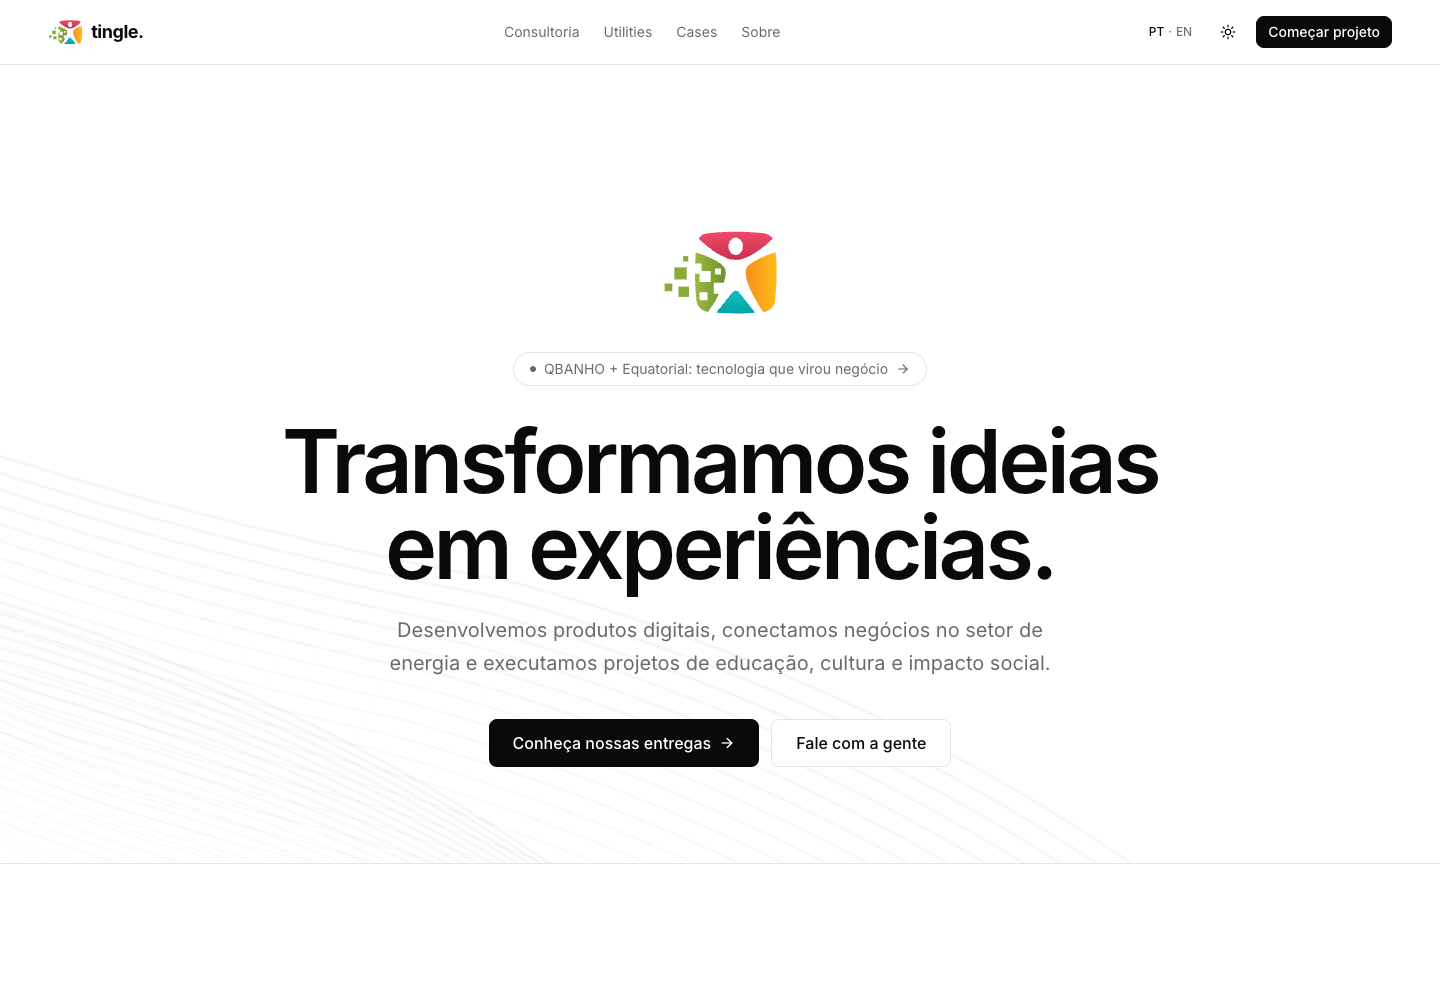 tingle.
Consultoria
Utilities
Cases
Sobre
PT · EN
Começar projeto
QBANHO + Equatorial: tecnologia que virou negócio →
Transformamos ideias
em experiências.
Desenvolvemos produtos digitais, conectamos negócios no setor de
energia e executamos projetos de educação, cultura e impacto social.
Conheça nossas entregas →
Fale com a gente